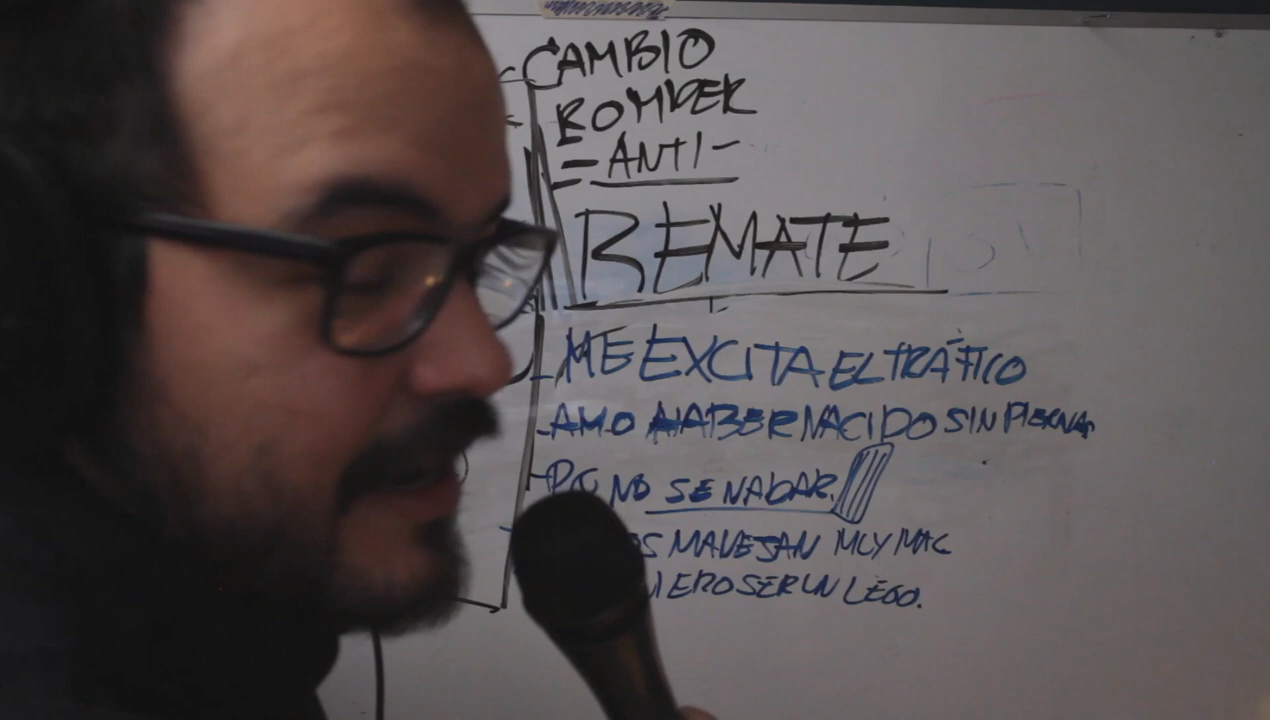 CAMBIO
ROMPER
= ANTI-
REMATE
- ME EXCITA EL TRÁFICO
- AMO HABER NACIDO SIN PIERNAS
NO SE NADAR.
MANEJAN MUY MAL
SER UN LEGO.